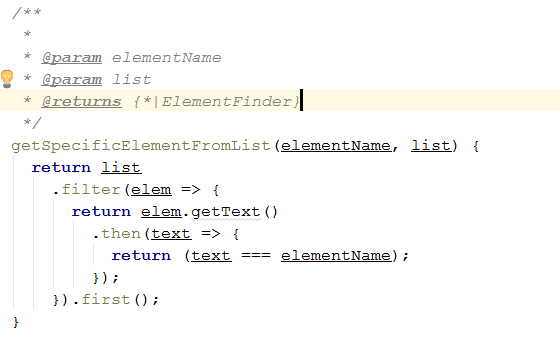 /**
 *
 * @param elementName
 * @param list
 * @returns {*|ElementFinder}
 */
getSpecificElementFromList(elementName, list) {
  return list
    .filter(elem => {
      return elem.getText()
        .then(text => {
          return (text === elementName);
        });
    }).first();
}